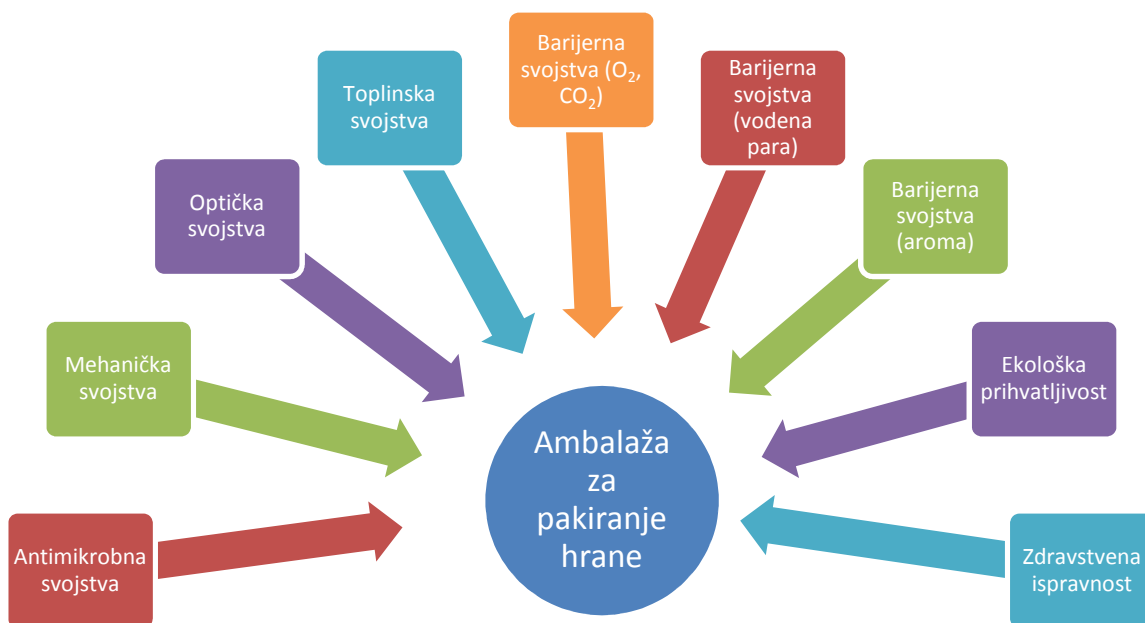 Barijerna
svojstva (O₂,
CO₂)
Barijerna
svojstva
(vodena
para)
Toplinska
svojstva
Barijerna
svojstva
(aroma)
Optička
svojstva
Ekološka
prihvatljivost
Mehanička
svojstva
Ambalaža
za
pakiranje
hrane
Antimikrobna
svojstva
Zdravstvena
ispravnost